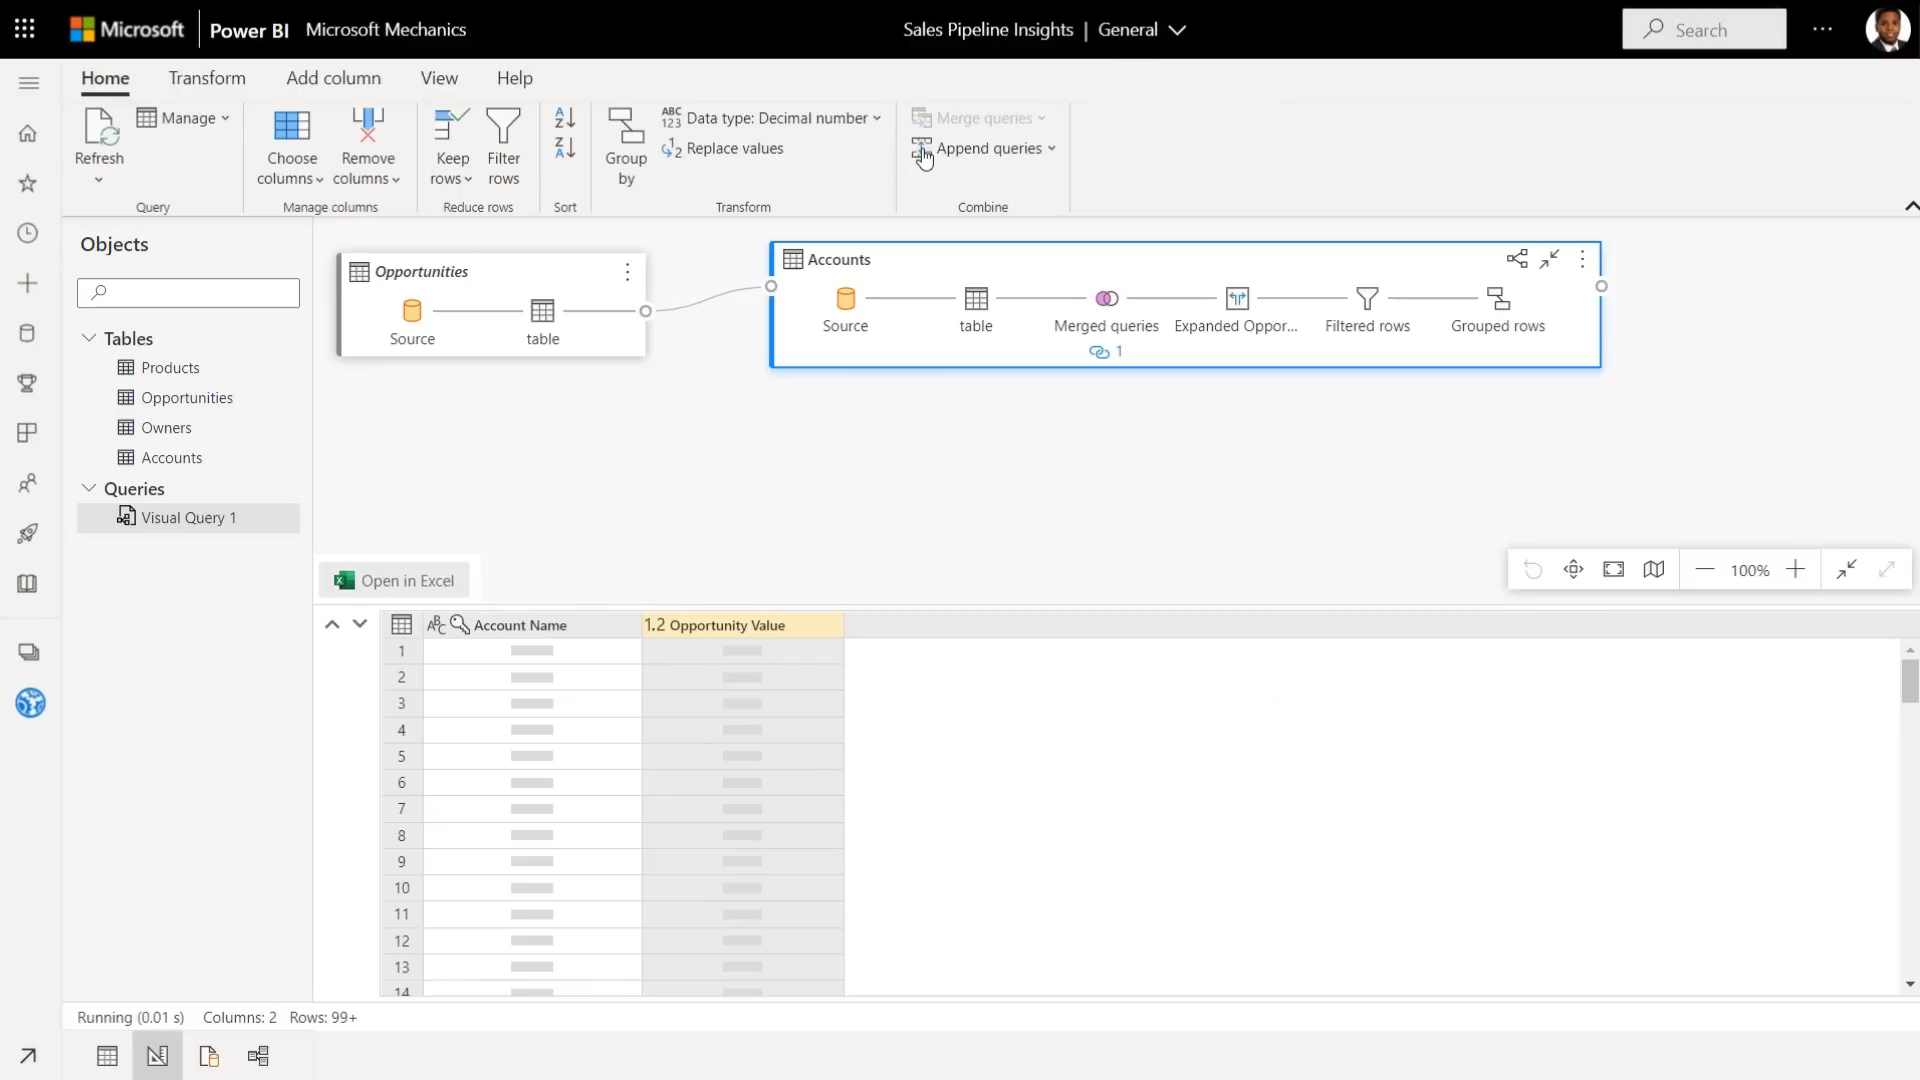 Microsoft Power BI Microsoft Mechanics
Sales Pipeline Insights | General
Search
Home Transform Add column View Help
Refresh
Manage
Query
Choose columns
Remove columns
Manage columns
Keep rows
Filter rows
Reduce rows
A Z
Z A
Sort
Group by
ABC 123 Data type: Decimal number
1 2 Replace values
Transform
Merge queries
Append queries
Combine
Objects
Tables
Products
Opportunities
Owners
Accounts
Queries
Visual Query 1
Opportunities
Source table
Accounts
Source table Merged queries Expanded Oppor... Filtered rows Grouped rows
1
Open in Excel
100%
ABC Account Name 1.2 Opportunity Value
1
2
3
4
5
6
7
8
9
10
11
12
13
14
Running (0.01 s) Columns: 2 Rows: 99+